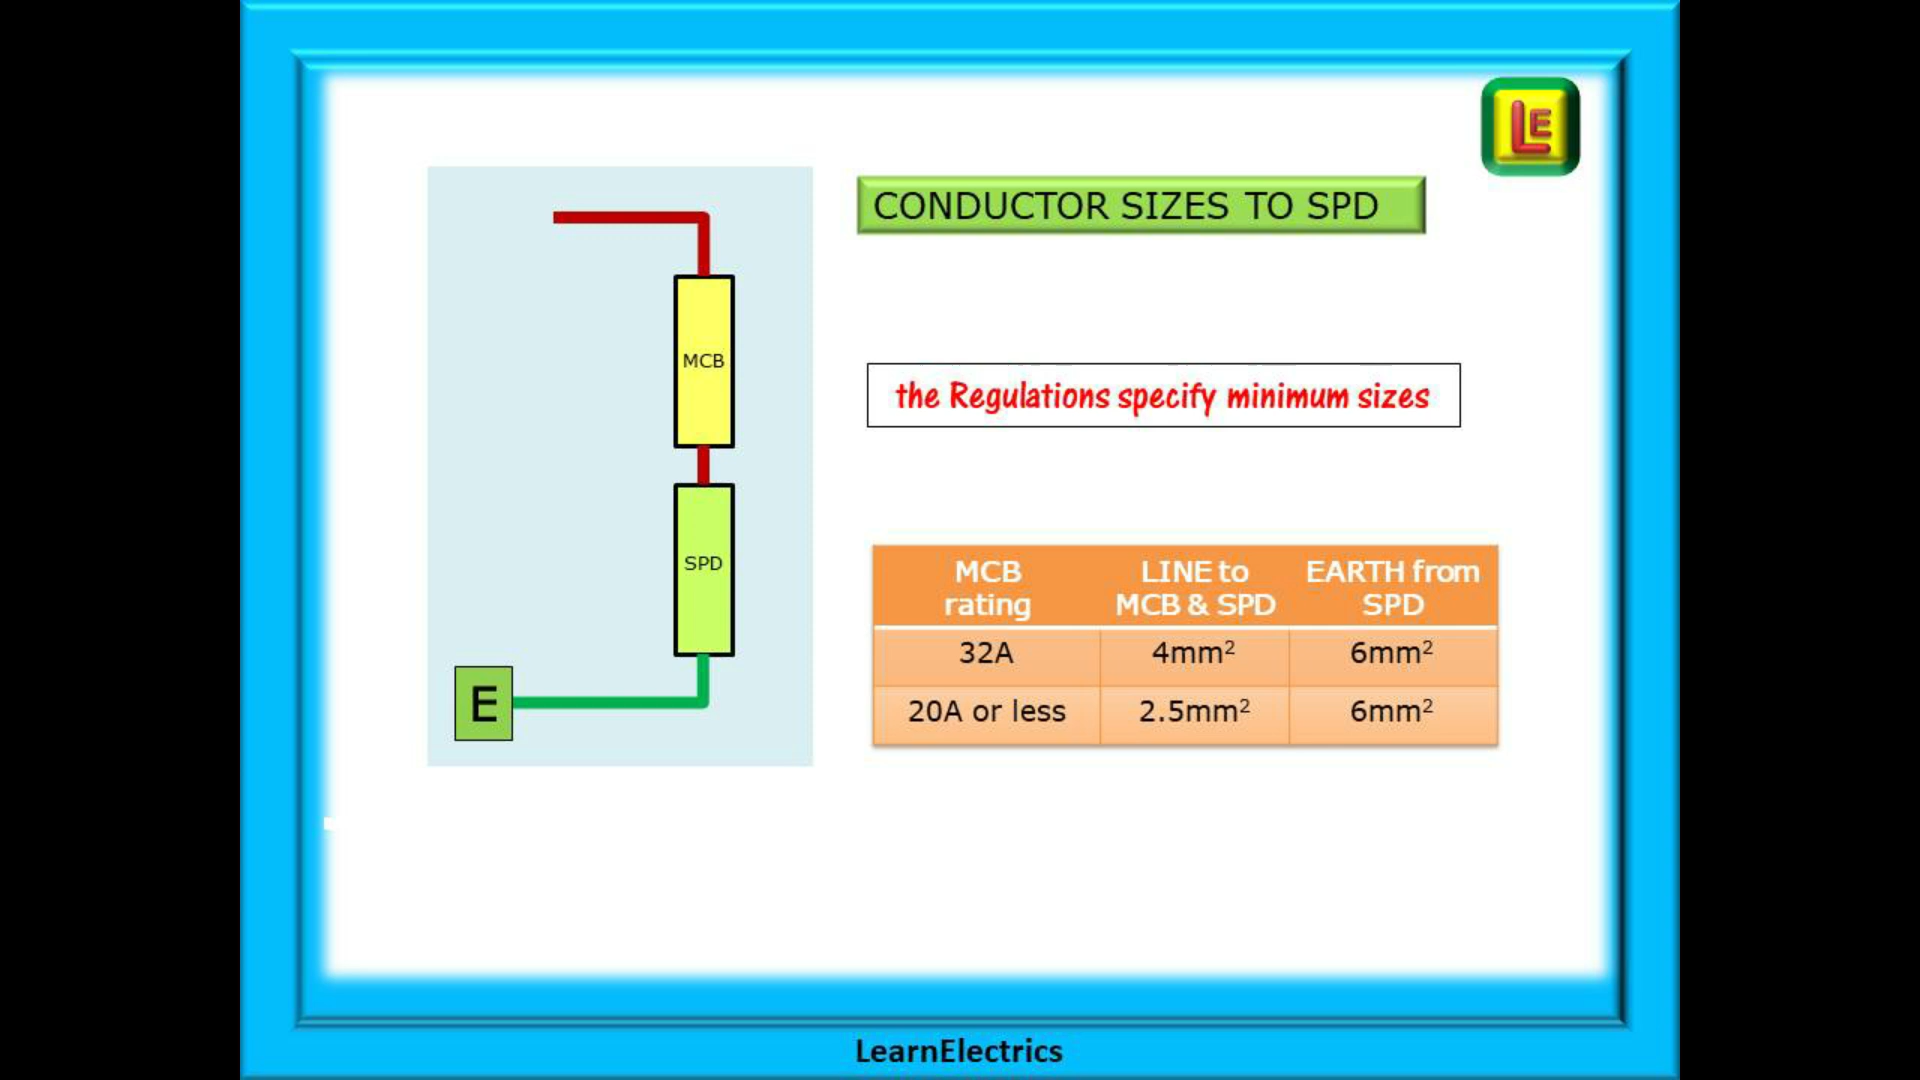 LE
CONDUCTOR SIZES TO SPD
MCB
the Regulations specify minimum sizes
SPD
MCB rating | LINE to MCB & SPD | EARTH from SPD
32A | 4mm² | 6mm²
20A or less | 2.5mm² | 6mm²
E
LearnElectrics